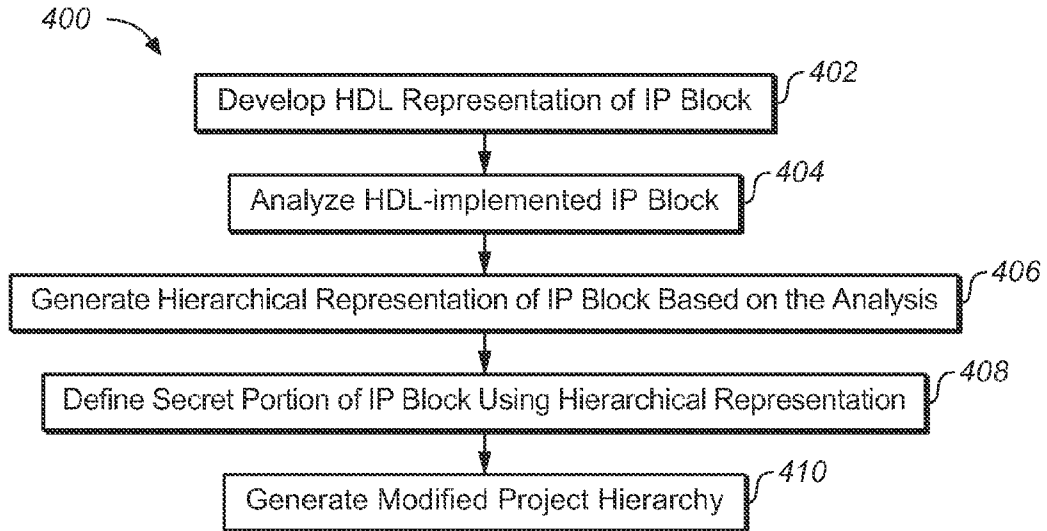 400
402
Develop HDL Representation of IP Block
404
Analyze HDL-implemented IP Block
406
Generate Hierarchical Representation of IP Block Based on the Analysis
408
Define Secret Portion of IP Block Using Hierarchical Representation
410
Generate Modified Project Hierarchy